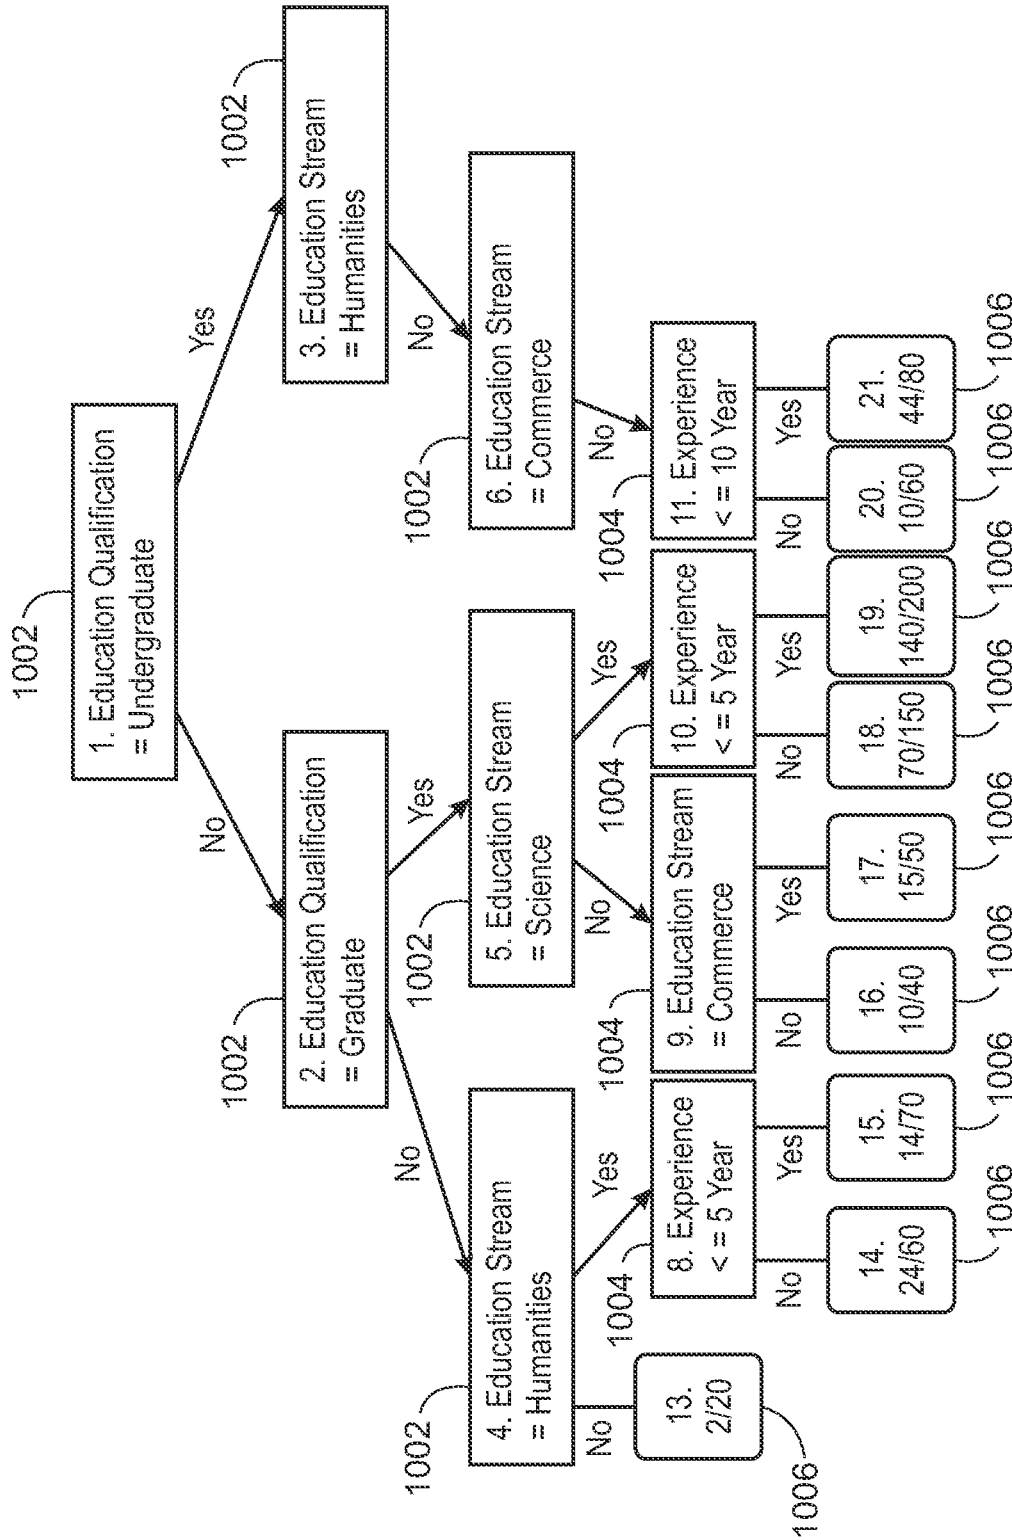 1002
1. Education Qualification
= Undergraduate
No
Yes
1002
2. Education Qualification
= Graduate
1002
3. Education Stream
= Humanities
No
Yes
No
1002
4. Education Stream
= Humanities
1002
5. Education Stream
= Science
1002
6. Education Stream
= Commerce
No
Yes
No
Yes
No
1004
8. Experience
< = 5 Year
1004
9. Education Stream
= Commerce
1004
10. Experience
< = 5 Year
1004
11. Experience
< = 10 Year
13.
2/20
1006
No
Yes
No
Yes
No
Yes
No
Yes
14.
24/60
15.
14/70
16.
10/40
17.
15/50
18.
70/150
19.
140/200
20.
10/60
21.
44/80
1006
1006
1006
1006
1006
1006
1006
1006